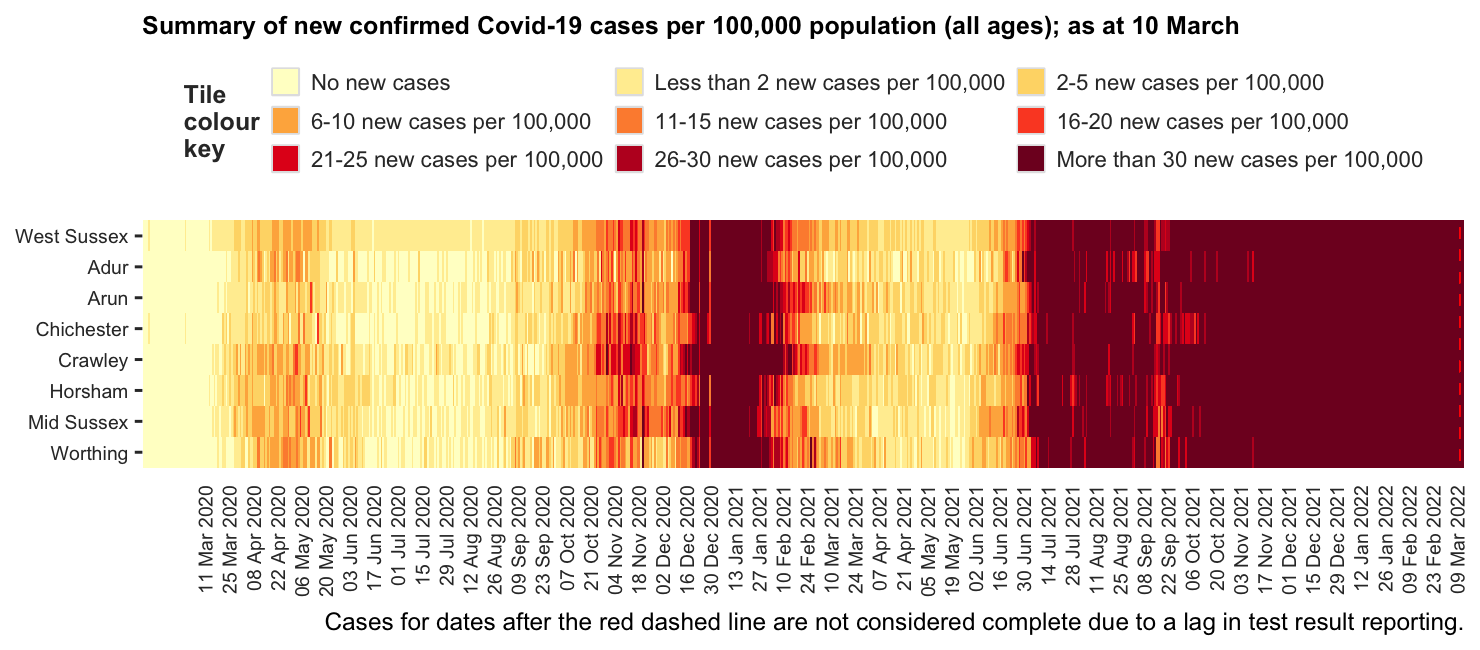 Summary of new confirmed Covid-19 cases per 100,000 population (all ages); as at 10 March
Tile
colour
key
No new cases
Less than 2 new cases per 100,000
2-5 new cases per 100,000
6-10 new cases per 100,000
11-15 new cases per 100,000
16-20 new cases per 100,000
21-25 new cases per 100,000
26-30 new cases per 100,000
More than 30 new cases per 100,000
West Sussex
Adur
Arun
Chichester
Crawley
Horsham
Mid Sussex
Worthing
11 Mar 2020
25 Mar 2020
08 Apr 2020
22 Apr 2020
06 May 2020
20 May 2020
03 Jun 2020
17 Jun 2020
01 Jul 2020
15 Jul 2020
29 Jul 2020
12 Aug 2020
26 Aug 2020
09 Sep 2020
23 Sep 2020
07 Oct 2020
21 Oct 2020
04 Nov 2020
18 Nov 2020
02 Dec 2020
16 Dec 2020
30 Dec 2020
13 Jan 2021
27 Jan 2021
10 Feb 2021
24 Feb 2021
10 Mar 2021
24 Mar 2021
07 Apr 2021
21 Apr 2021
05 May 2021
19 May 2021
02 Jun 2021
16 Jun 2021
30 Jun 2021
14 Jul 2021
28 Jul 2021
11 Aug 2021
25 Aug 2021
08 Sep 2021
22 Sep 2021
06 Oct 2021
20 Oct 2021
03 Nov 2021
17 Nov 2021
01 Dec 2021
15 Dec 2021
29 Dec 2021
12 Jan 2022
26 Jan 2022
09 Feb 2022
23 Feb 2022
09 Mar 2022
Cases for dates after the red dashed line are not considered complete due to a lag in test result reporting.